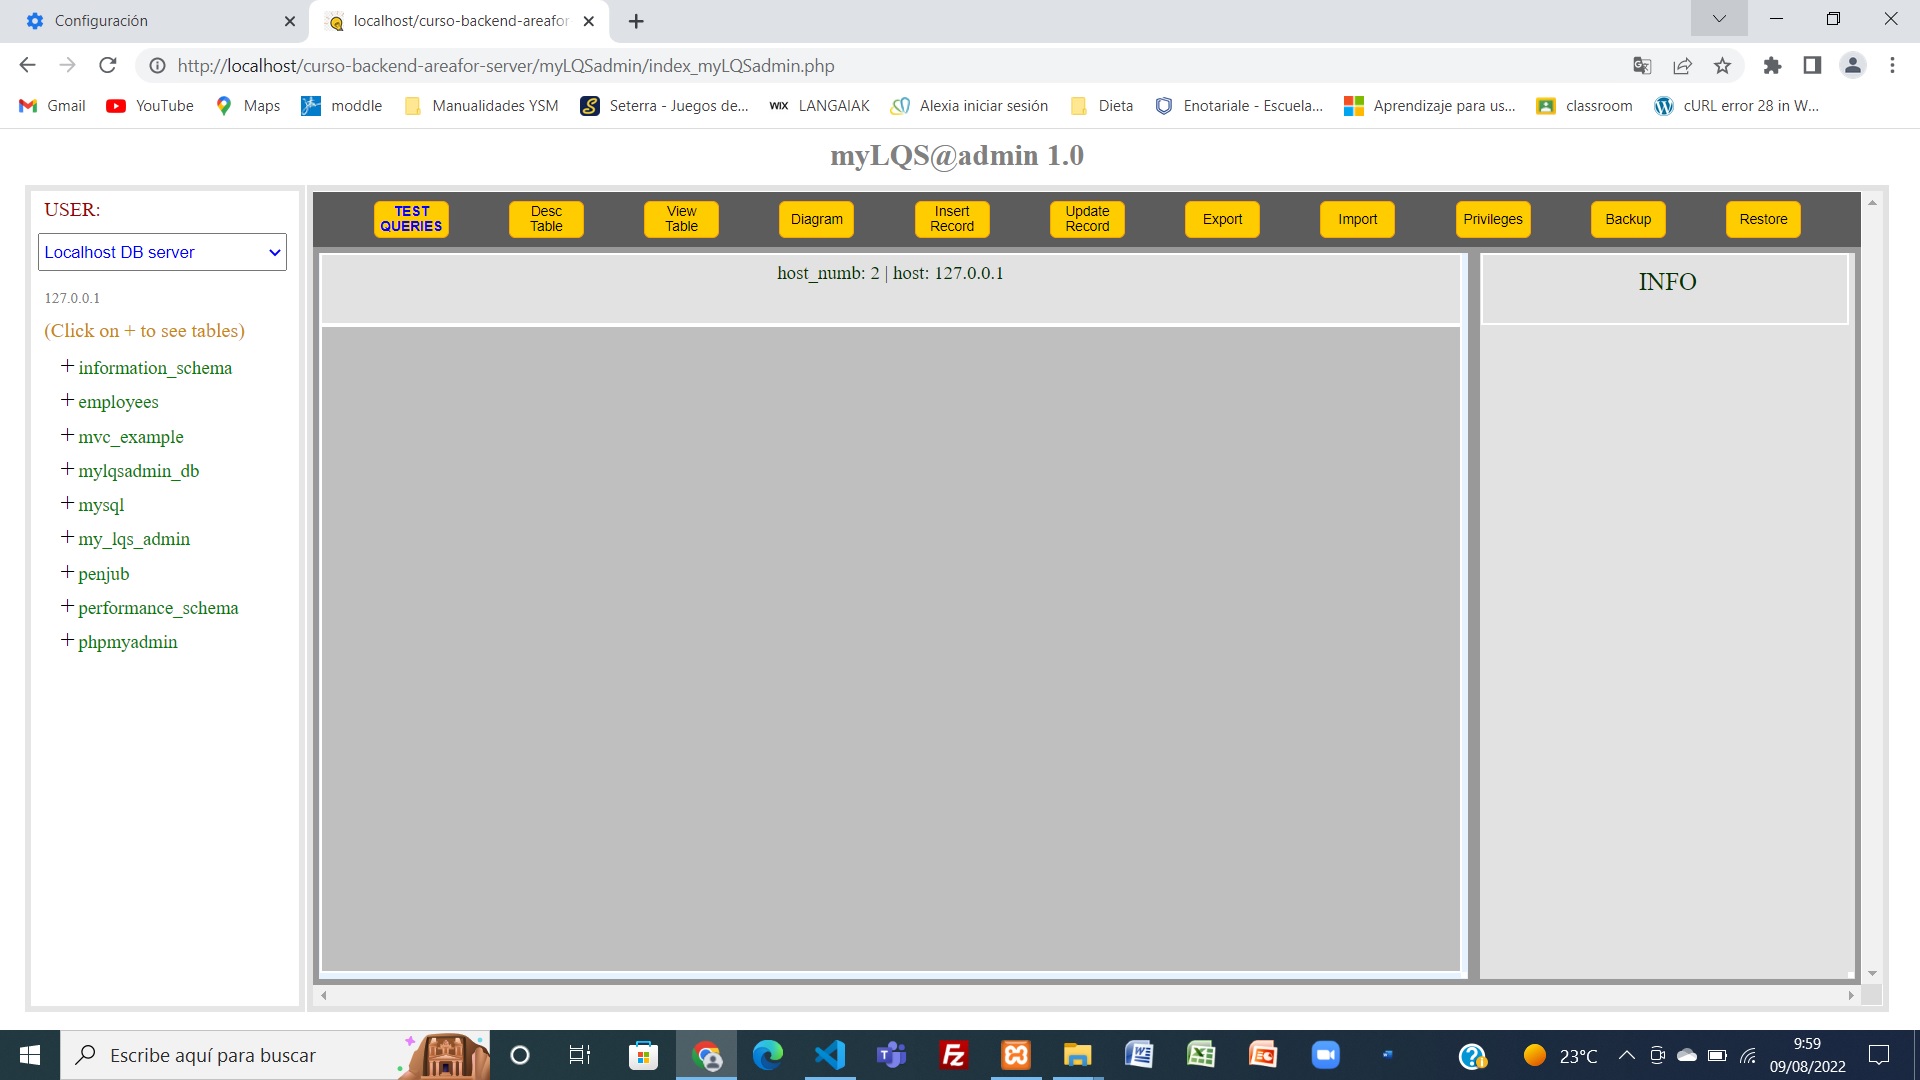 Configuración
localhost/curso-backend-areafor
http://localhost/curso-backend-areafor-server/myLQSadmin/index_myLQSadmin.php
Gmail
YouTube
Maps
moddle
Manualidades YSM
Seterra - Juegos de...
WIX LANGAIAK
Alexia iniciar sesión
Dieta
Enotariale - Escuela...
Aprendizaje para us...
classroom
cURL error 28 in W...
myLQS@admin 1.0
USER:
Localhost DB server
127.0.0.1
(Click on + to see tables)
+ information_schema
+ employees
+ mvc_example
+ mylqsadmin_db
+ mysql
+ my_lqs_admin
+ penjub
+ performance_schema
+ phpmyadmin
TEST
QUERIES
Desc
Table
View
Table
Diagram
Insert
Record
Update
Record
Export
Import
Privileges
Backup
Restore
host_numb: 2 | host: 127.0.0.1
INFO
Escribe aquí para buscar
23°C
9:59
09/08/2022